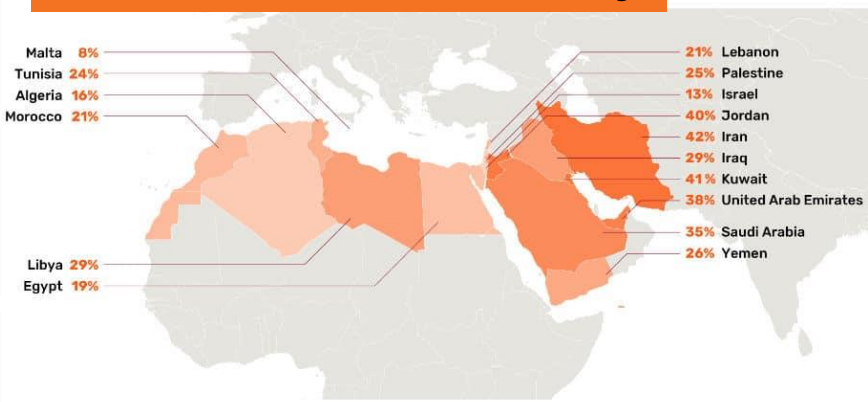 Malta 8%
Tunisia 24%
Algeria 16%
Morocco 21%
Libya 29%
Egypt 19%
21% Lebanon
25% Palestine
13% Israel
40% Jordan
42% Iran
29% Iraq
41% Kuwait
38% United Arab Emirates
35% Saudi Arabia
26% Yemen